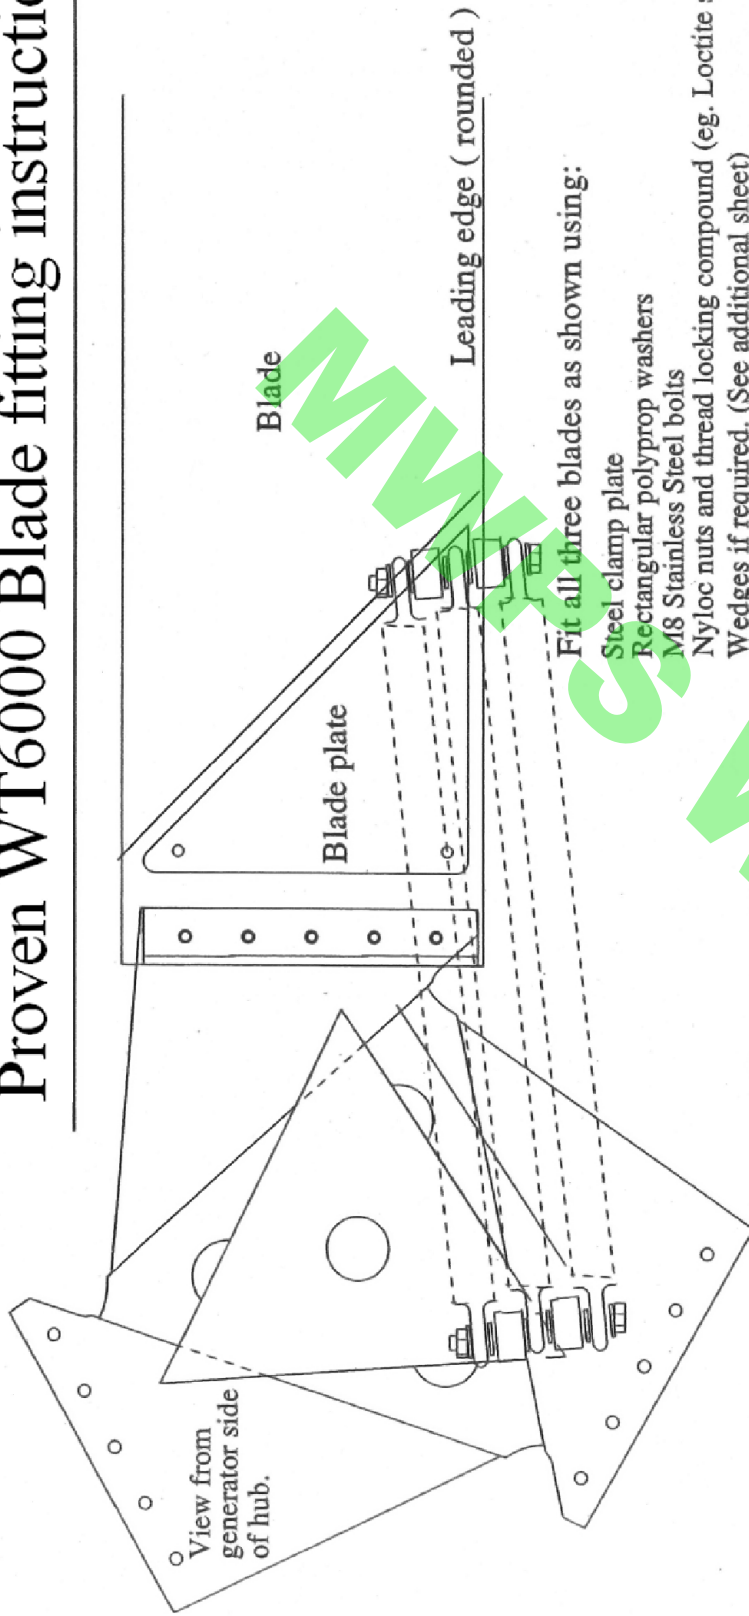 Proven WT6000 Blade fitting
Blade
Leading edge ( rounded )
Blade plate
View from
generator side
of hub.
Fit all three blades as shown using:
Steel clamp plate
Rectangular polyprop washers
M8 Stainless Steel bolts
Nyloc nuts and thread locking compound (eg. Loctite
Wedges if required. (See additional sheet)
MWPS